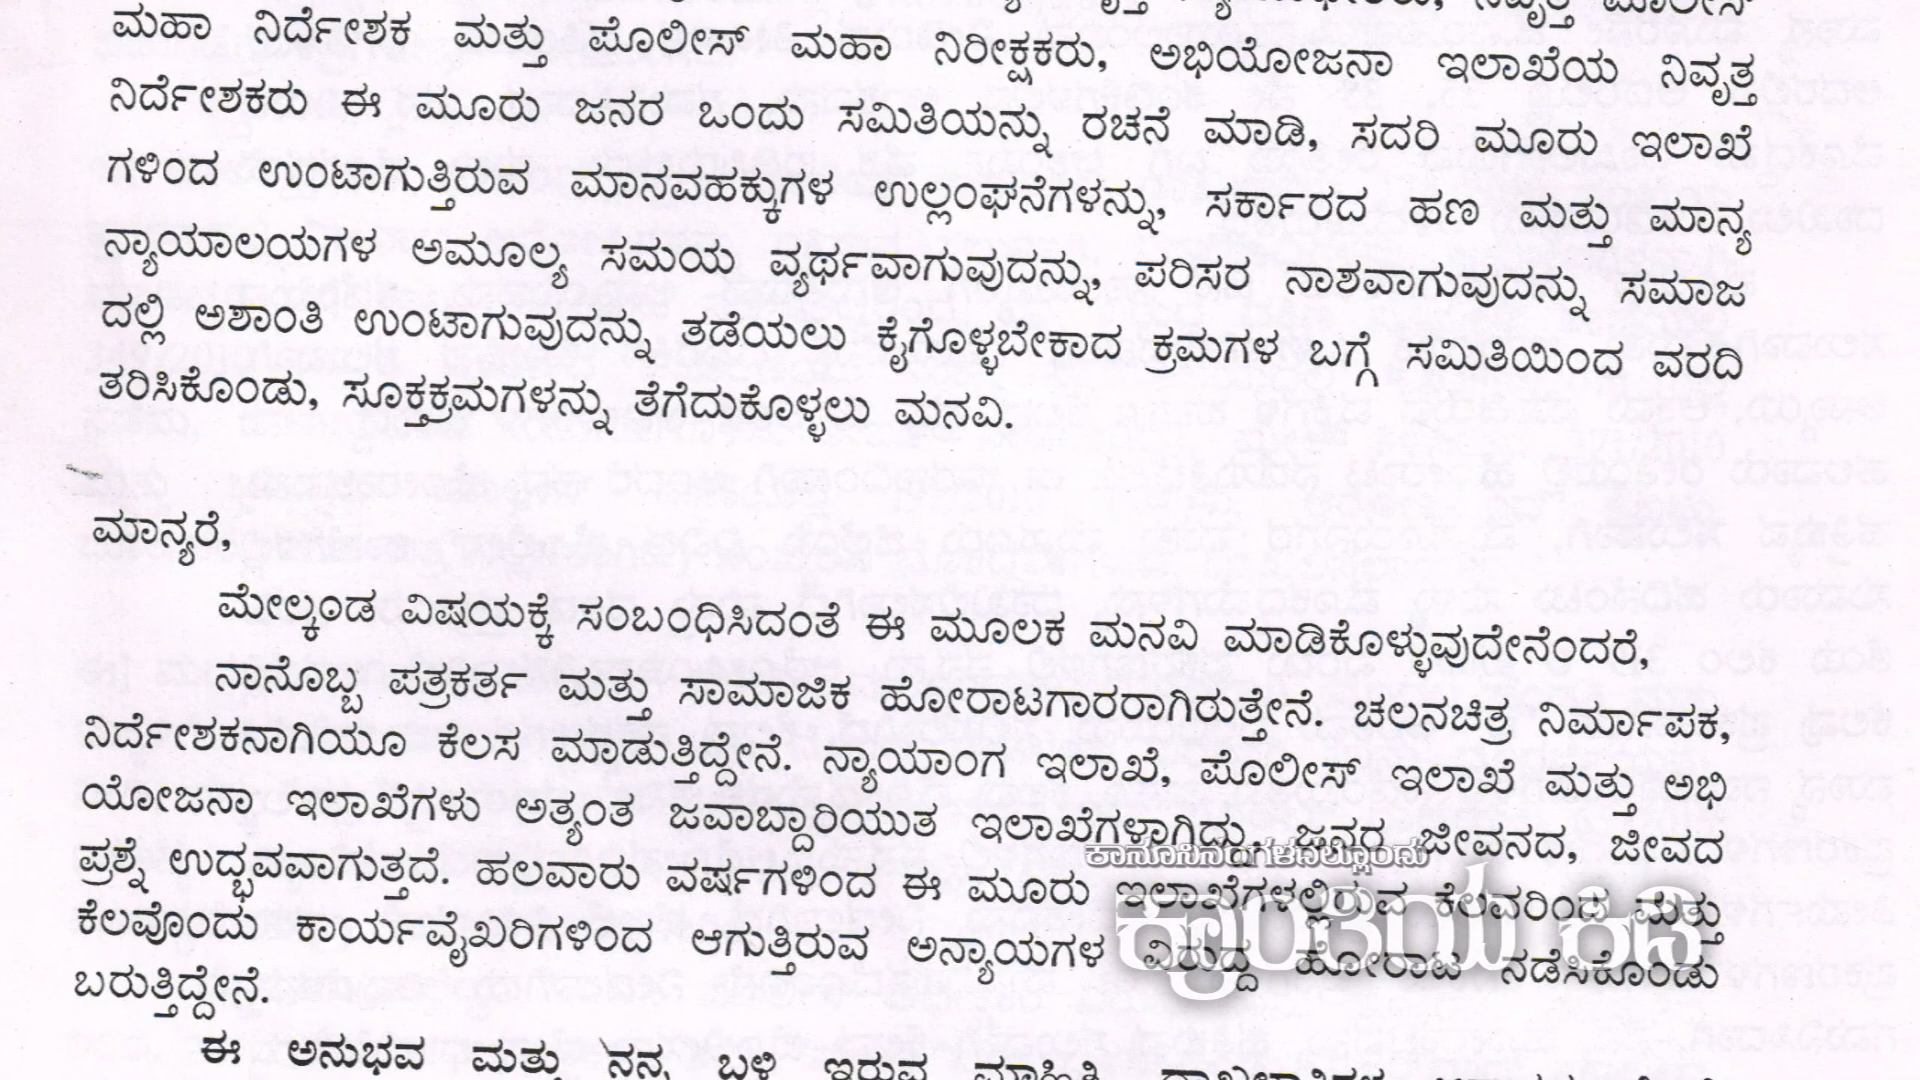 ಮಹಾ ನಿರ್ದೇಶಕ ಮತ್ತು ಪೊಲೀಸ್ ಮಹಾ ನಿರೀಕ್ಷಕರು, ಅಭಿಯೋಜನಾ ಇಲಾಖೆಯ ನಿವೃತ್ತ
ನಿರ್ದೇಶಕರು ಈ ಮೂರು ಜನರ ಒಂದು ಸಮಿತಿಯನ್ನು ರಚನೆ ಮಾಡಿ, ಸದರಿ ಮೂರು ಇಲಾಖೆ
ಗಳಿಂದ ಉಂಟಾಗುತ್ತಿರುವ ಮಾನವಹಕ್ಕುಗಳ ಉಲ್ಲಂಘನೆಗಳನ್ನು, ಸರ್ಕಾರದ ಹಣ ಮತ್ತು ಮಾನ್ಯ
ನ್ಯಾಯಾಲಯಗಳ ಅಮೂಲ್ಯ ಸಮಯ ವ್ಯರ್ಥವಾಗುವುದನ್ನು, ಪರಿಸರ ನಾಶವಾಗುವುದನ್ನು ಸಮಾಜ
ದಲ್ಲಿ ಅಶಾಂತಿ ಉಂಟಾಗುವುದನ್ನು ತಡೆಯಲು ಕೈಗೊಳ್ಳಬೇಕಾದ ಕ್ರಮಗಳ ಬಗ್ಗೆ ಸಮಿತಿಯಿಂದ ವರದಿ
ತರಿಸಿಕೊಂಡು, ಸೂಕ್ತಕ್ರಮಗಳನ್ನು ತೆಗೆದುಕೊಳ್ಳಲು ಮನವಿ.
ಮಾನ್ಯರೆ,
ಮೇಲ್ಕಂಡ ವಿಷಯಕ್ಕೆ ಸಂಬಂಧಿಸಿದಂತೆ ಈ ಮೂಲಕ ಮನವಿ ಮಾಡಿಕೊಳ್ಳುವುದೇನೆಂದರೆ,
ನಾನೊಬ್ಬ ಪತ್ರಕರ್ತ ಮತ್ತು ಸಾಮಾಜಿಕ ಹೋರಾಟಗಾರರಾಗಿರುತ್ತೇನೆ. ಚಲನಚಿತ್ರ ನಿರ್ಮಾಪಕ,
ನಿರ್ದೇಶಕನಾಗಿಯೂ ಕೆಲಸ ಮಾಡುತ್ತಿದ್ದೇನೆ. ನ್ಯಾಯಾಂಗ ಇಲಾಖೆ, ಪೊಲೀಸ್ ಇಲಾಖೆ ಮತ್ತು ಅಭಿ
ಯೋಜನಾ ಇಲಾಖೆಗಳು ಅತ್ಯಂತ ಜವಾಬ್ದಾರಿಯುತ ಇಲಾಖೆಗಳಾಗಿದ್ದು, ಜನರ ಜೀವನದ, ಜೀವದ
ಪ್ರಶ್ನೆ ಉದ್ಭವವಾಗುತ್ತದೆ. ಹಲವಾರು ವರ್ಷಗಳಿಂದ ಈ ಮೂರು ಇಲಾಖೆಗಳಲ್ಲಿರುವ ಕೆಲವರಿಂದ ಮತ್ತು
ಕೆಲವೊಂದು ಕಾರ್ಯವೈಖರಿಗಳಿಂದ ಆಗುತ್ತಿರುವ ಅನ್ಯಾಯಗಳ ವಿರುದ್ದ ಹೋರಾಟ ನಡೆಸಿಕೊಂಡು
ಬರುತ್ತಿದ್ದೇನೆ.
ಕ್ರಾಂತಿಯ ಕಿಡಿ
ಈ ಅನುಭವ ಮತ್ತು ನನ್ನ ಬಳಿ ಇರುವ ಮಾಹಿತಿ